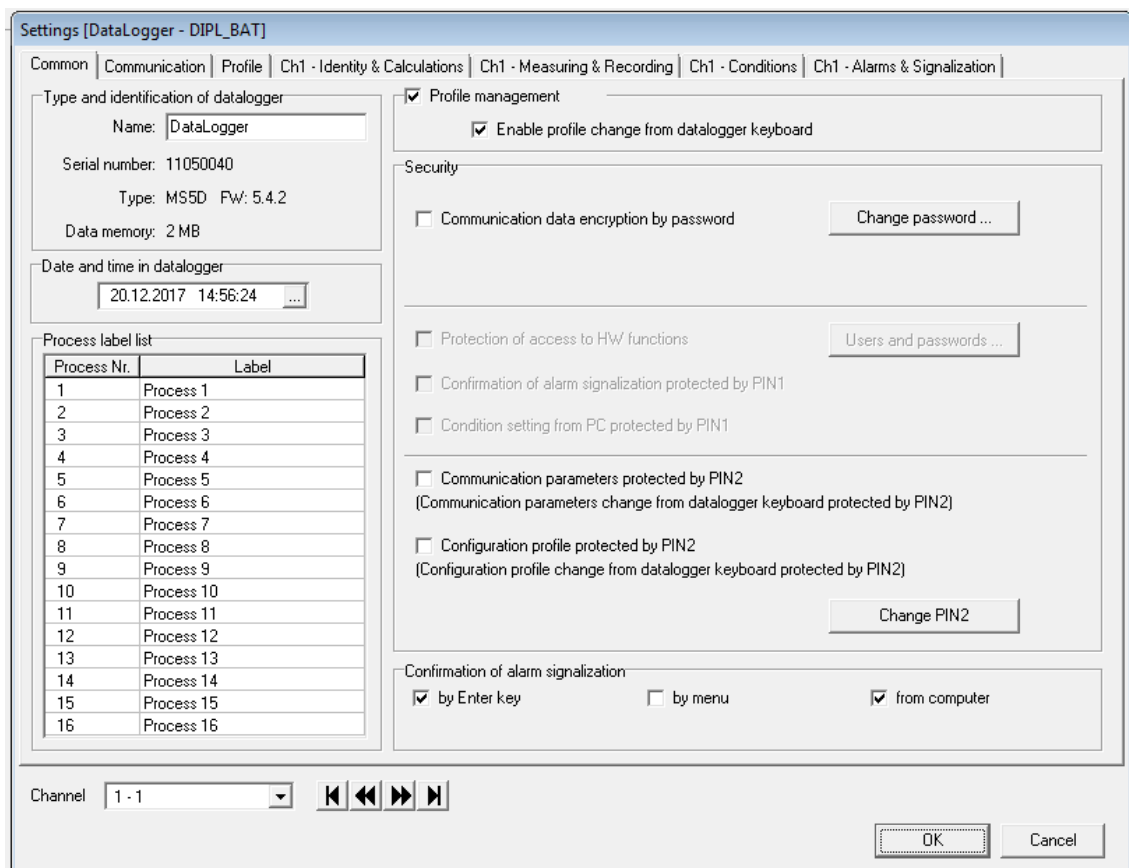 Settings [DataLogger - DIPL_BAT]
Common
Communication
Profile
Ch1 - Identity & Calculations
Ch1 - Measuring & Recording
Ch1 - Conditions
Ch1 - Alarms & Signalization
Type and identification of datalogger
Name: DataLogger
Serial number: 11050040
Type: MS5D FW: 5.4.2
Data memory: 2 MB
Date and time in datalogger
20.12.2017 14:56:24 ...
Process label list
Process Nr. Label
1 Process 1
2 Process 2
3 Process 3
4 Process 4
5 Process 5
6 Process 6
7 Process 7
8 Process 8
9 Process 9
10 Process 10
11 Process 11
12 Process 12
13 Process 13
14 Process 14
15 Process 15
16 Process 16
Profile management
Enable profile change from datalogger keyboard
Security
Communication data encryption by password
Change password ...
Protection of access to HW functions
Users and passwords ...
Confirmation of alarm signalization protected by PIN1
Condition setting from PC protected by PIN1
Communication parameters protected by PIN2
(Communication parameters change from datalogger keyboard protected by PIN2)
Configuration profile protected by PIN2
(Configuration profile change from datalogger keyboard protected by PIN2)
Change PIN2
Confirmation of alarm signalization
by Enter key
by menu
from computer
Channel 1 - 1
OK
Cancel